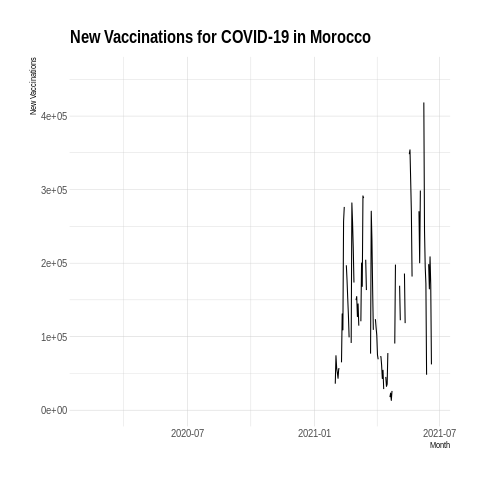 New Vaccinations for COVID-19 in Morocco
New Vaccinations
4e+05
3e+05
2e+05
1e+05
0e+00
2020-07
2021-01
2021-07
Month